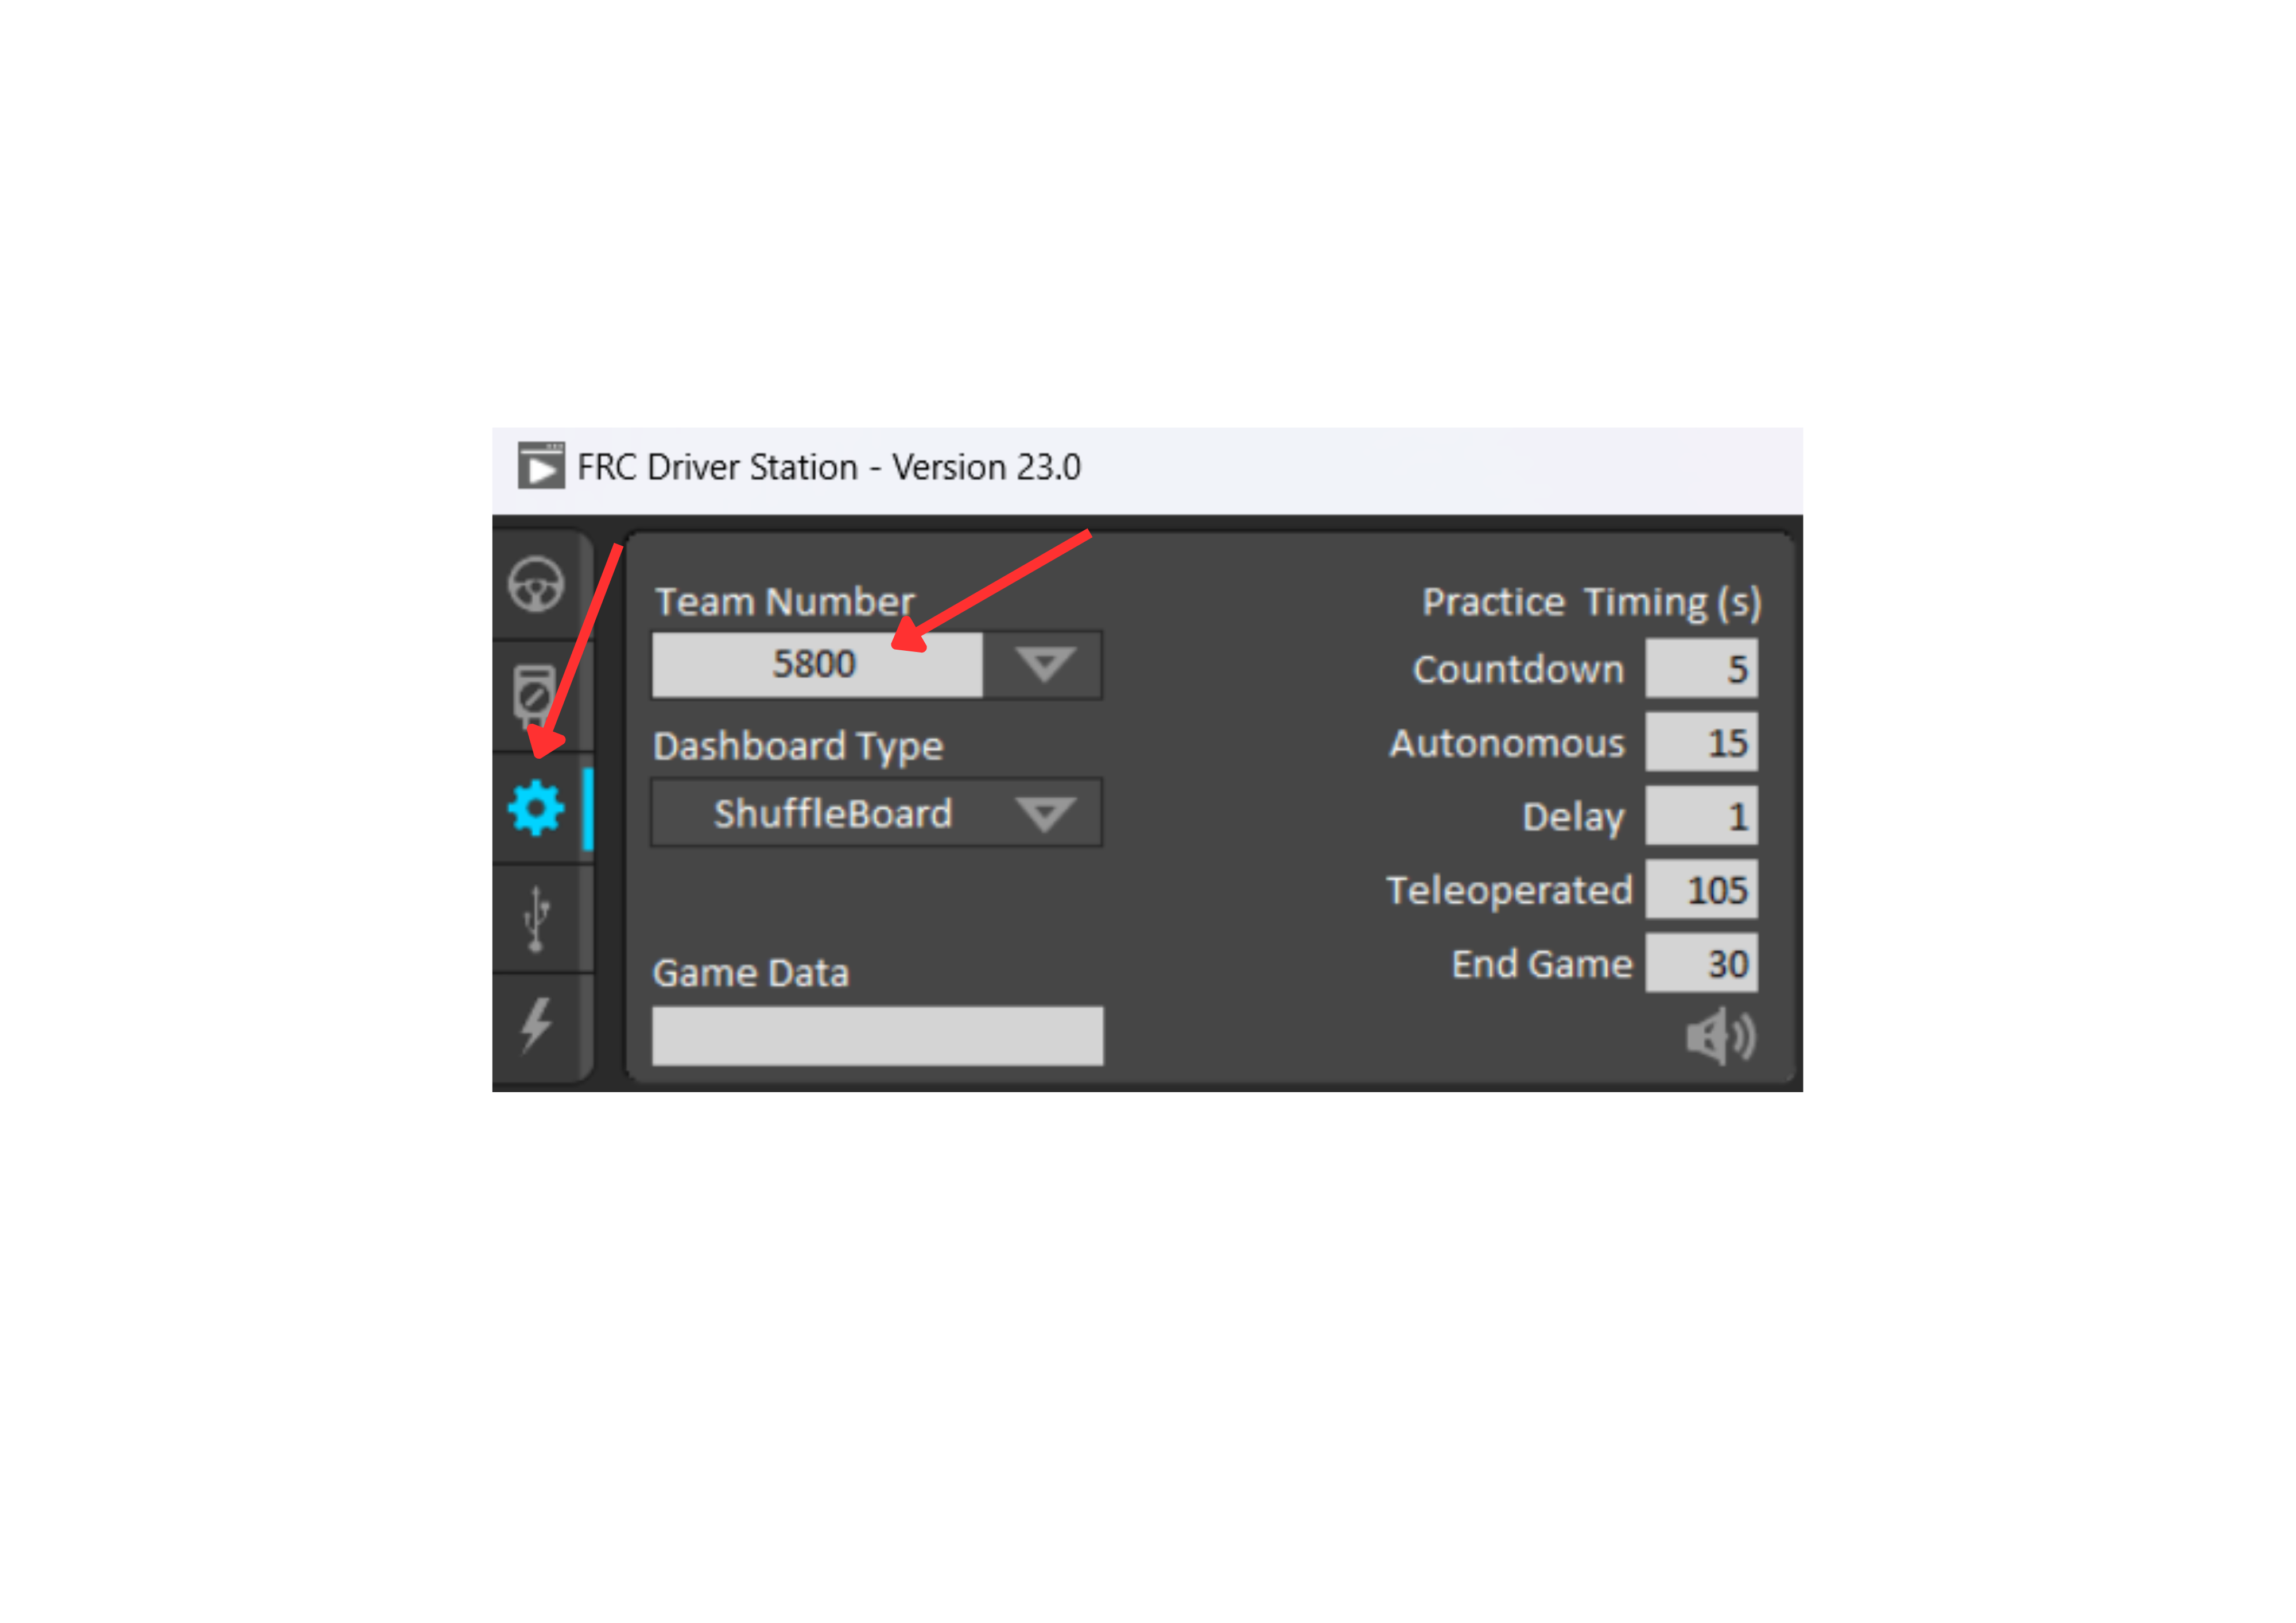 FRC Driver Station - Version 23.0
Team Number
5800
Dashboard Type
ShuffleBoard
Game Data
Practice Timing (s)
Countdown 5
Autonomous 15
Delay 1
Teleoperated 105
End Game 30